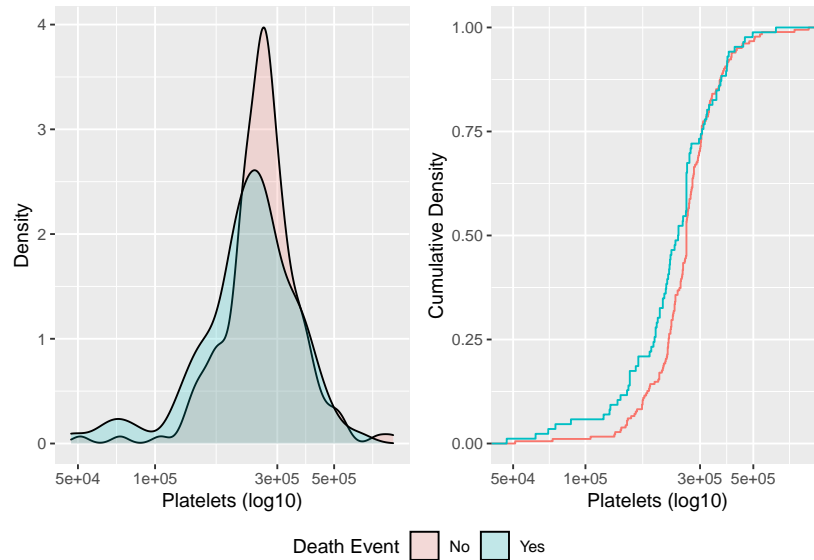 4
3
2
1
0
Density
5e+04 1e+05 3e+05 5e+05
Platelets (log10)
1.00
0.75
0.50
0.25
0.00
Cumulative Density
5e+04 1e+05 3e+05 5e+05
Platelets (log10)
Death Event No Yes